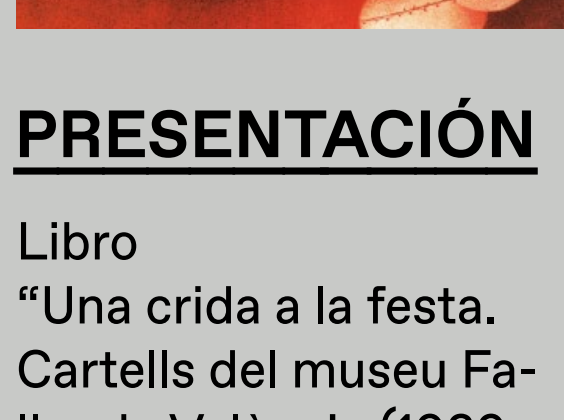 PRESENTACIÓN
Libro
“Una crida a la festa.
Cartells del museu Fa-